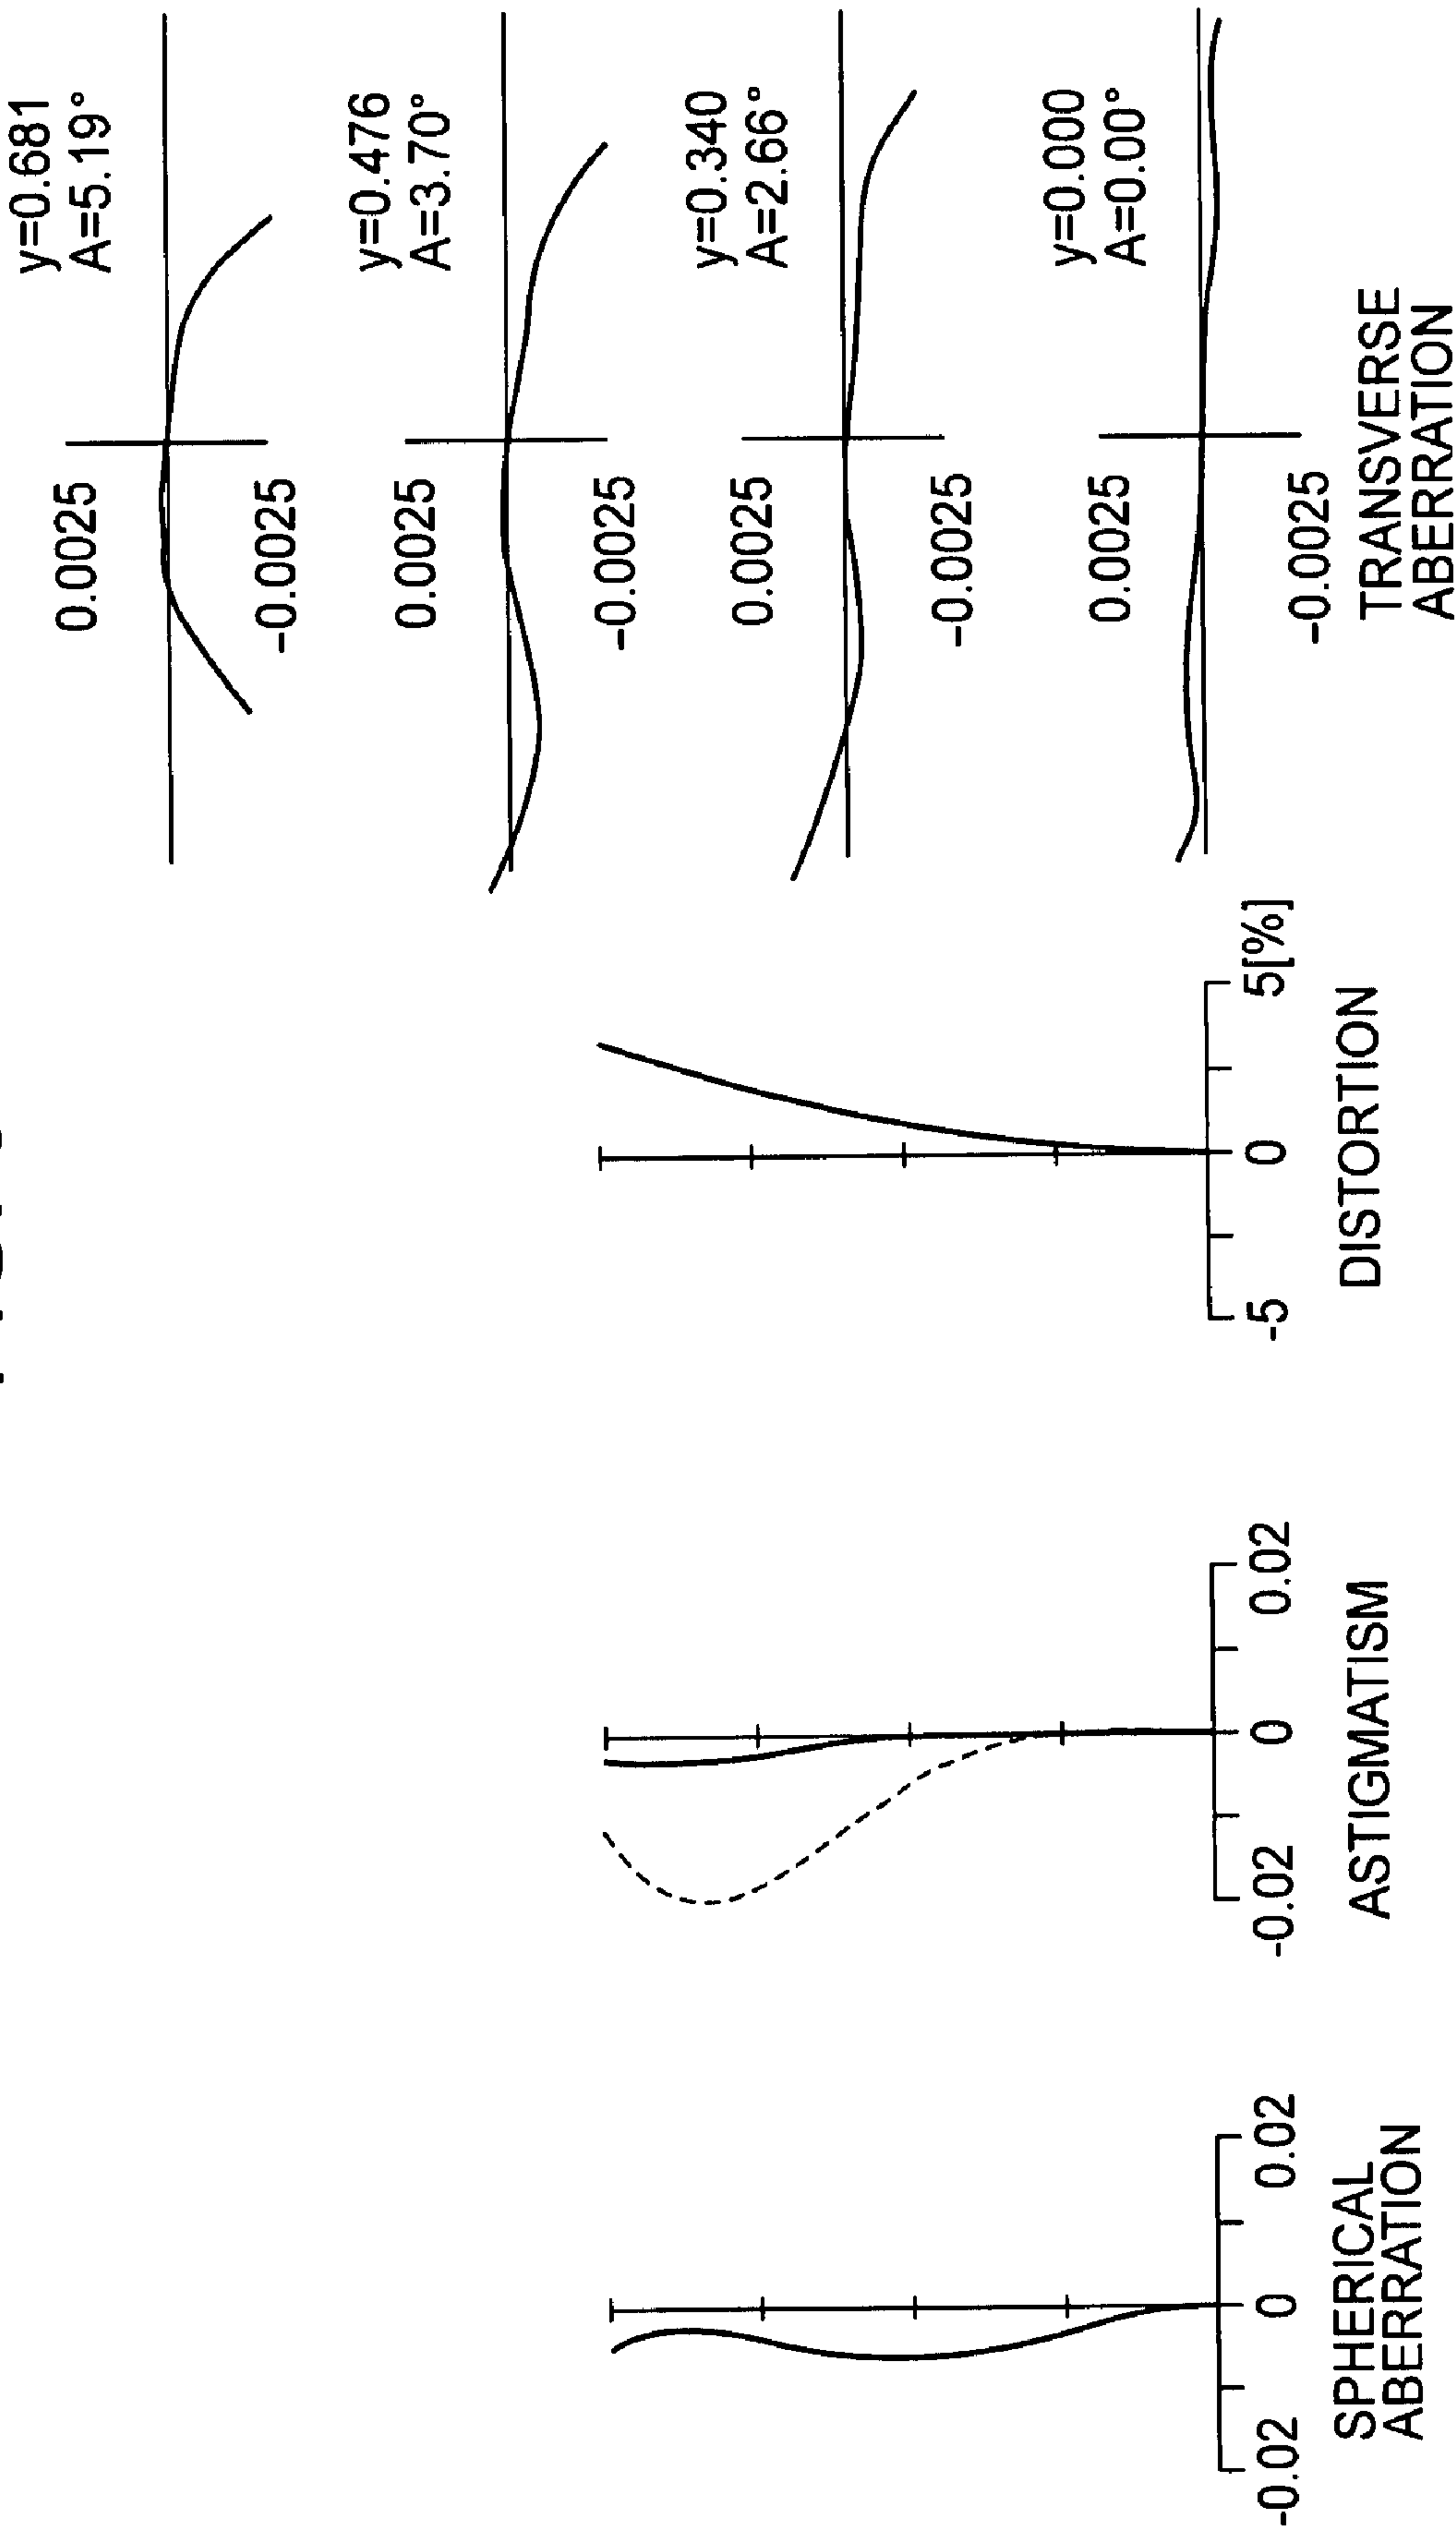 -0.02
0
0.02
SPHERICAL
ABERRATION
-0.02
0
0.02
ASTIGMATISM
-5
0
5[%]
DISTORTION
y=0.681
A=5.19°
0.0025
-0.0025
y=0.476
A=3.70°
0.0025
-0.0025
y=0.340
A=2.66°
0.0025
-0.0025
y=0.000
A=0.00°
0.0025
-0.0025
TRANSVERSE
ABERRATION